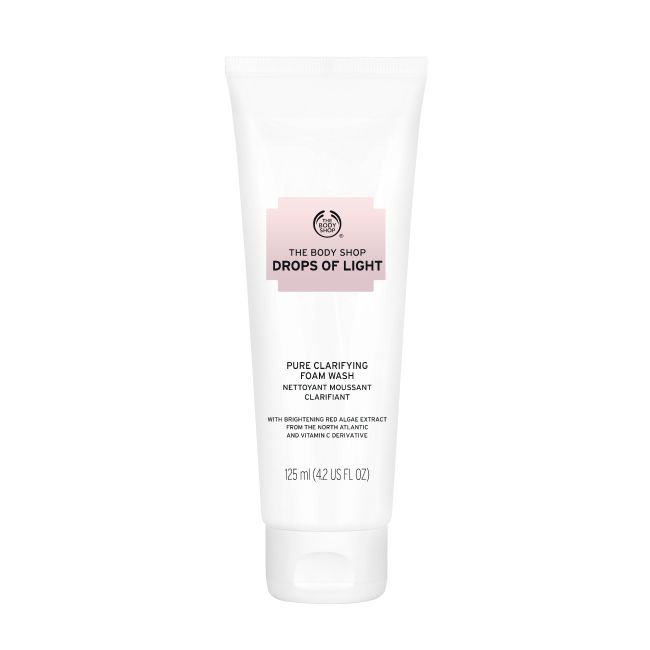 THE
BODY
SHOP
®
THE BODY SHOP
DROPS OF LIGHT
PURE CLARIFYING
FOAM WASH
NETTOYANT MOUSSANT
CLARIFIANT
WITH BRIGHTENING RED ALGAE EXTRACT
FROM THE NORTH ATLANTIC
AND VITAMIN C DERIVATIVE
125 ml (4.2 US FL OZ)